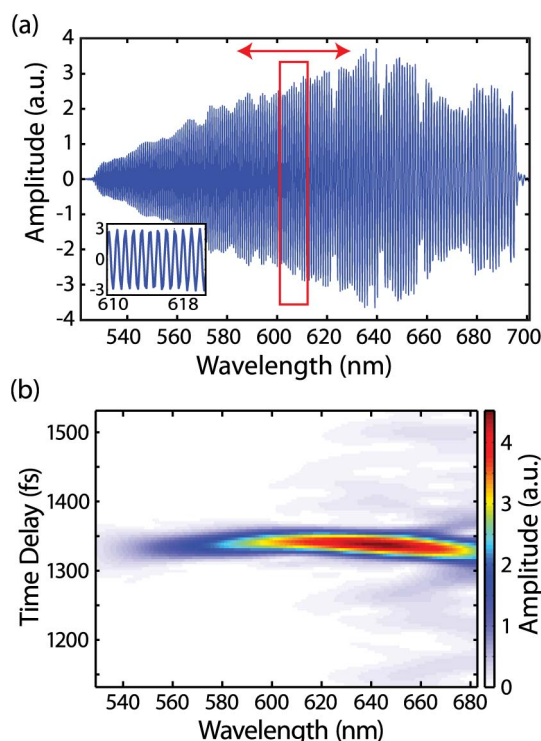 (a)
4
3
2
1
0
-1
-2
-3
-4
Amplitude (a.u.)
3
0
-3
610 618
540 560 580 600 620 640 660 680 700
Wavelength (nm)
(b)
1500
1400
1300
1200
Time Delay (fs)
540 560 580 600 620 640 660 680
Wavelength (nm)
4
3
2
1
0
Amplitude (a.u.)